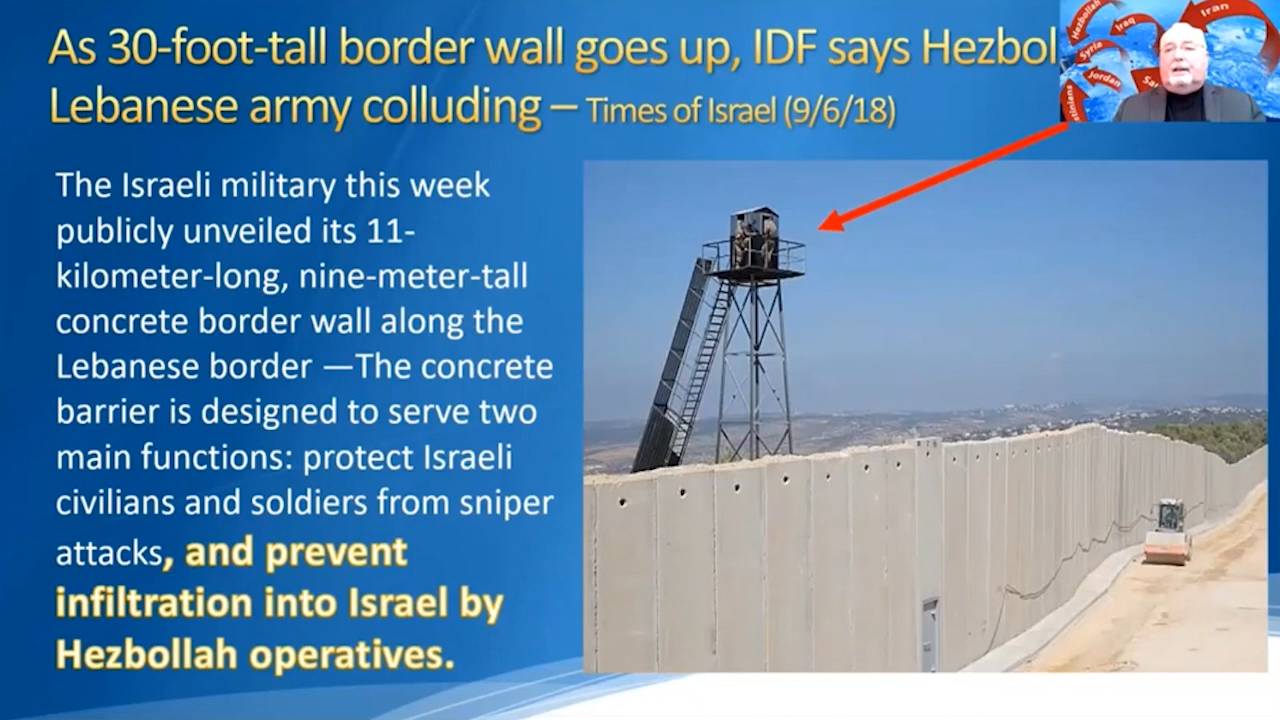 As 30-foot-tall border wall goes up, IDF says Hezbol
Lebanese army colluding – Times of Israel (9/6/18)
The Israeli military this week
publicly unveiled its 11-
kilometer-long, nine-meter-tall
concrete border wall along the
Lebanese border —The concrete
barrier is designed to serve two
main functions: protect Israeli
civilians and soldiers from sniper
attacks, and prevent
infiltration into Israel by
Hezbollah operatives.
Hezbollah
Iraq
Iran
Syria
Jordan